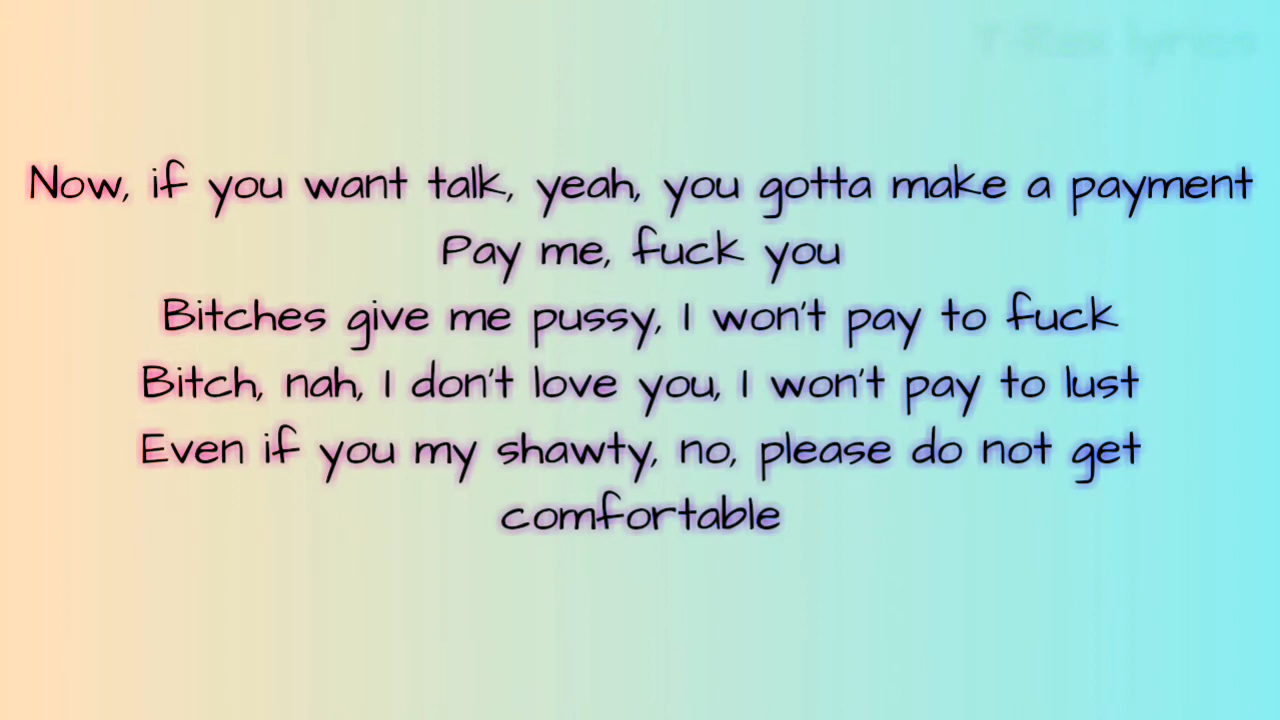 T-Rex lyrics
Now, if you want talk, yeah, you gotta make a payment
Pay me, fuck you
Bitches give me pussy, I won't pay to fuck
Bitch, nah, I don't love you, I won't pay to lust
Even if you my shawty, no, please do not get
comfortable